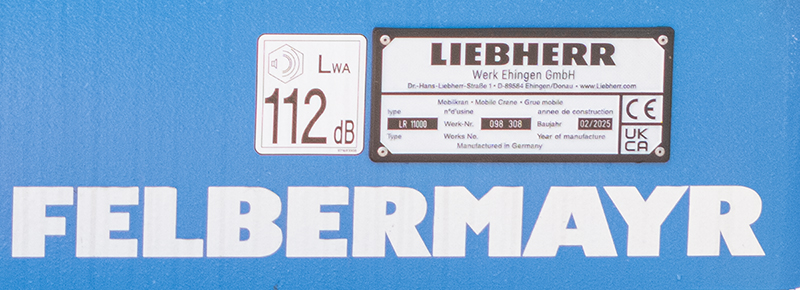 LWA
112 dB
LIEBHERR
Werk Ehingen GmbH
Dr.-Hans-Liebherr-Straße 1 • D-89584 Ehingen/Donau • www.Liebherr.com
Mobilkran • Mobile Crane • Grue mobile
type n°d'usine annee de construction
LR 11000 Werk-Nr. 098 308 Baujahr 02/2025
Type Works No. Year of manufacture
Manufactured in Germany
CE
UK
CA
FELBERMAYR